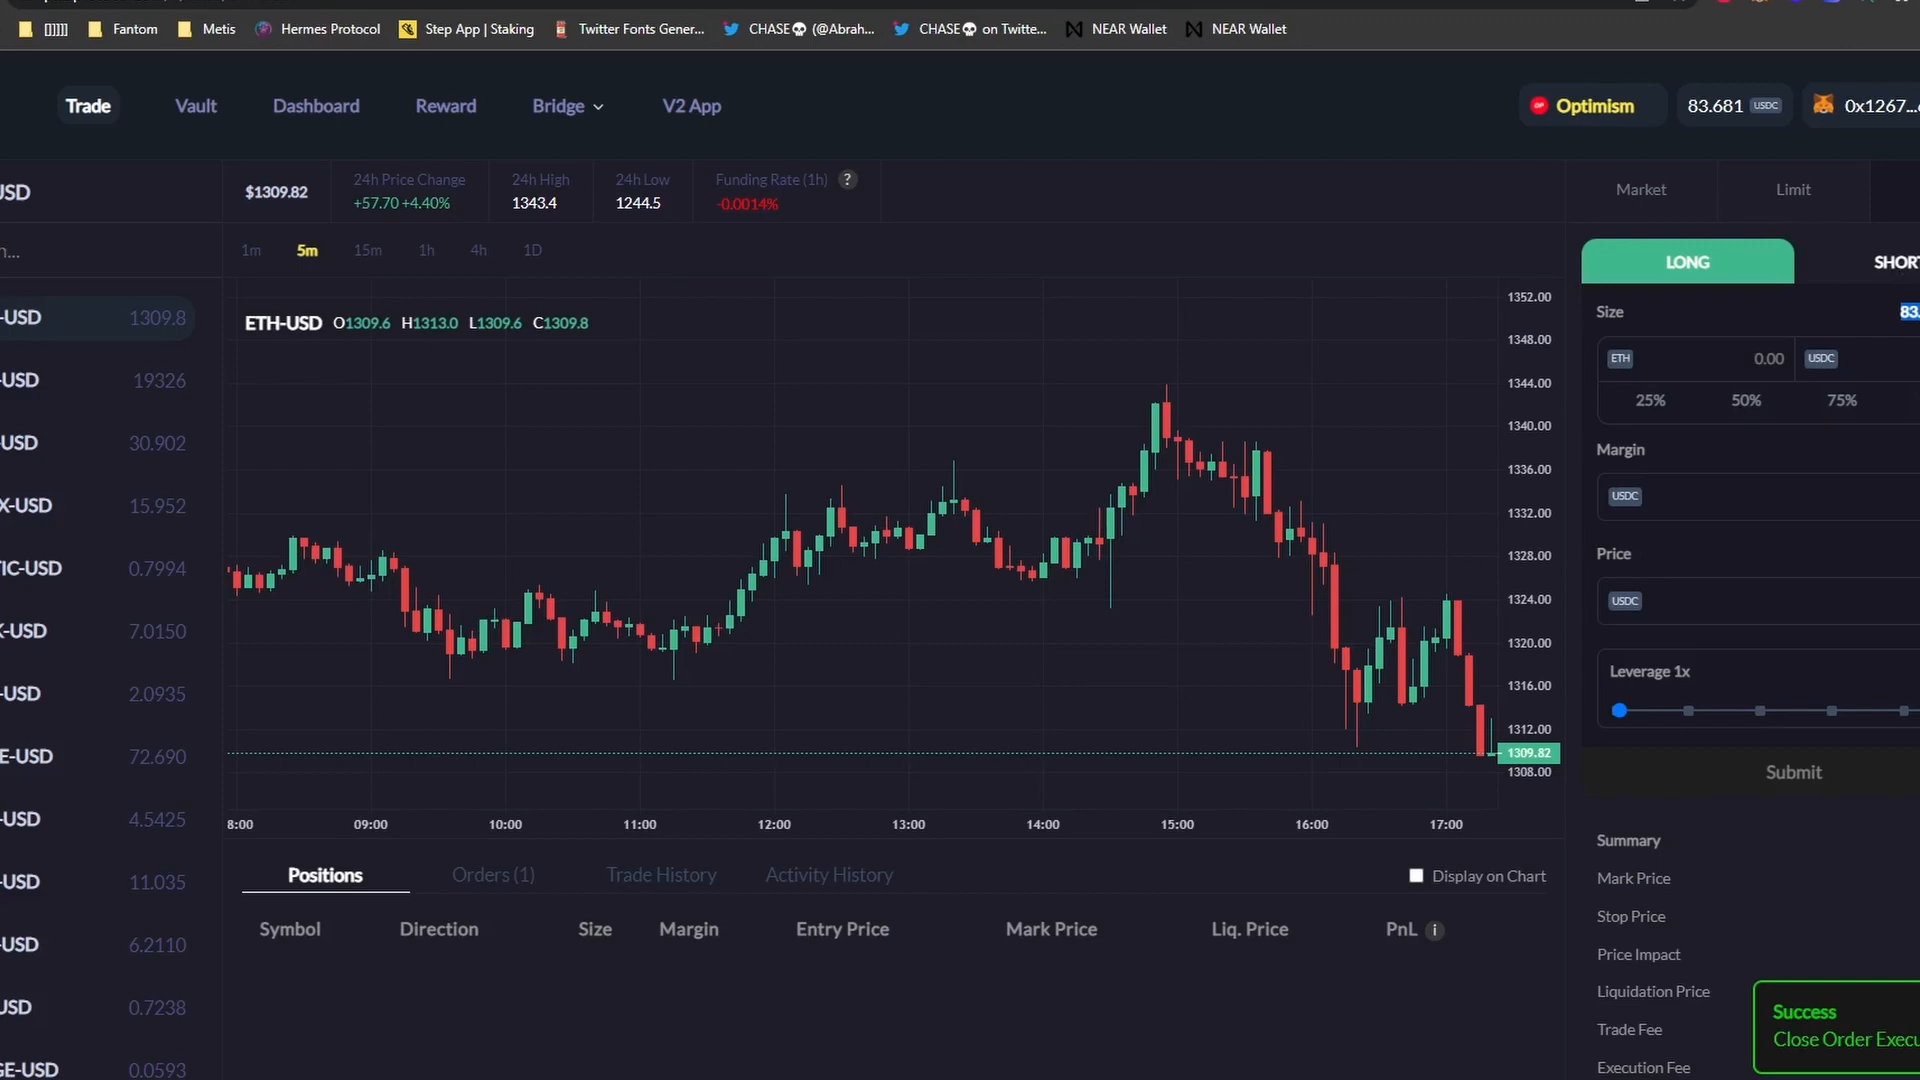 []]]]] Fantom Metis Hermes Protocol Step App | Staking Twitter Fonts Gener... CHASE💀 (@Abrah... CHASE💀 on Twitte... NEAR Wallet NEAR Wallet
Trade Vault Dashboard Reward Bridge V2 App Optimism 83.681 USDC 0x1267...
USD $1309.82 24h Price Change +57.70 +4.40% 24h High 1343.4 24h Low 1244.5 Funding Rate (1h) ? -0.0014% Market Limit
1m 5m 15m 1h 4h 1D
LONG SHORT
ETH-USD O1309.6 H1313.0 L1309.6 C1309.8
-USD 1309.8
-USD 19326
-USD 30.902
X-USD 15.952
TIC-USD 0.7994
-USD 7.0150
-USD 2.0935
E-USD 72.690
-USD 4.5425
-USD 11.035
-USD 6.2110
USD 0.7238
GE-USD 0.0593
1352.00
1348.00
1344.00
1340.00
1336.00
1332.00
1328.00
1324.00
1320.00
1316.00
1312.00
1309.82
1308.00
8:00 09:00 10:00 11:00 12:00 13:00 14:00 15:00 16:00 17:00
Size 83.
ETH 0.00 USDC
25% 50% 75%
Margin
USDC
Price
USDC
Leverage 1x
Submit
Summary
Mark Price
Stop Price
Price Impact
Liquidation Price
Trade Fee
Execution Fee
Positions Orders (1) Trade History Activity History Display on Chart
Symbol Direction Size Margin Entry Price Mark Price Liq. Price PnL i
Success
Close Order Execu